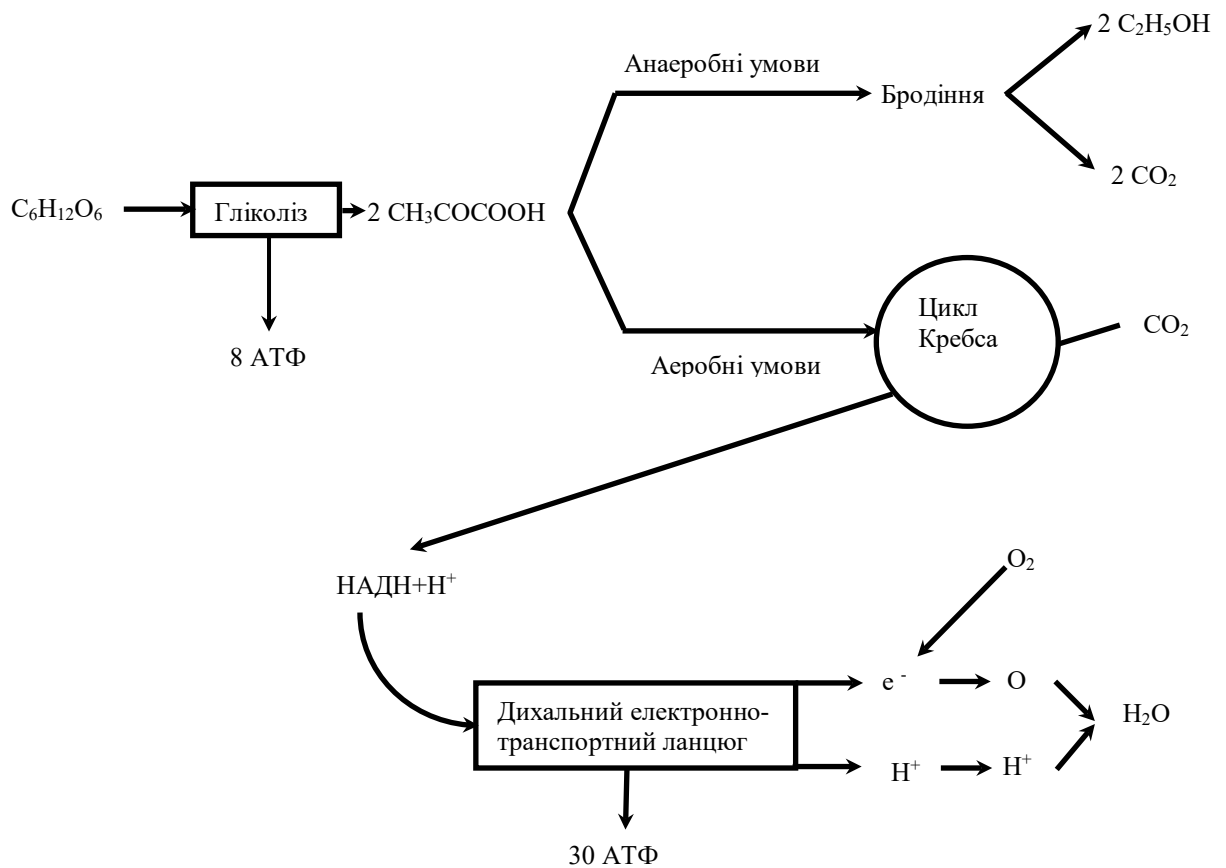 2 C₂H₅OH
Анаеробні умови
Бродіння
2 CO₂
C₆H₁₂O₆
Гліколіз
2 CH₃COCOOH
8 АТФ
Цикл
Кребса
CO₂
Аеробні умови
O₂
НАДН+H⁺
e ⁻
O
H₂O
Дихальний електронно-
транспортний ланцюг
H⁺
H⁺
30 АТФ